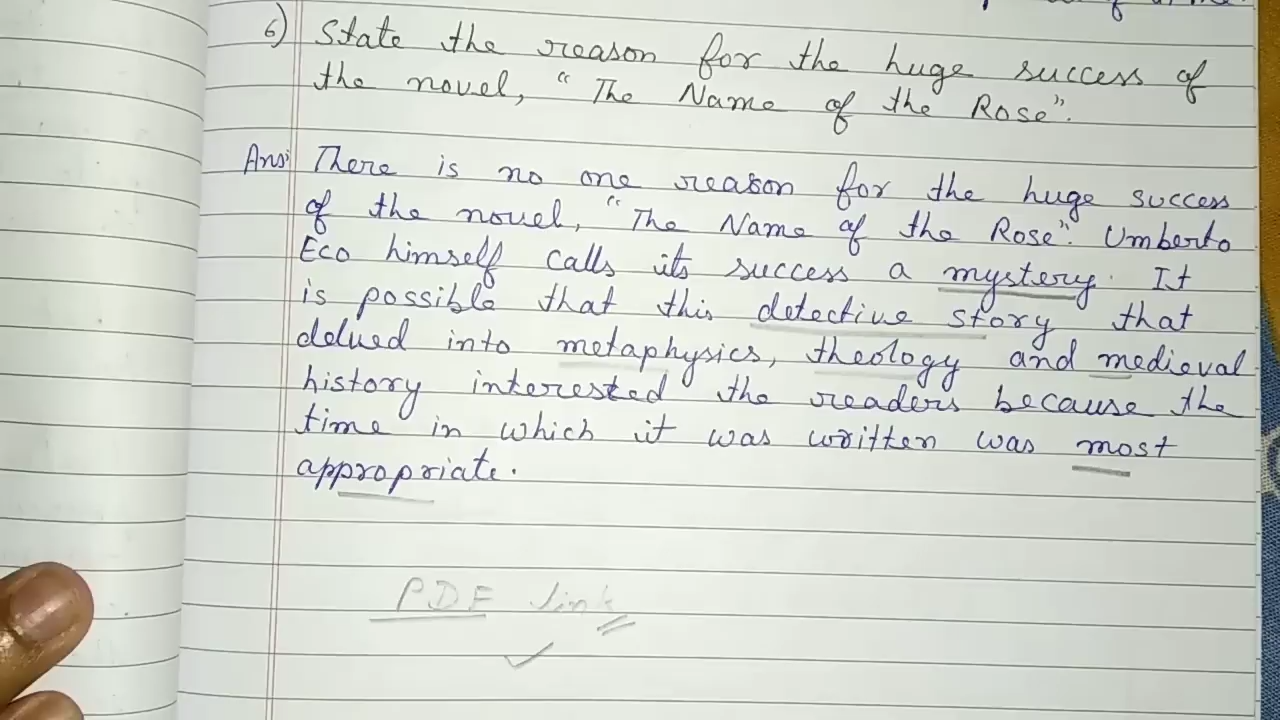 6) State the reason for the huge success of
the novel, "The Name of the Rose".
Ans: There is no one reason for the huge success
of the novel, "The Name of the Rose". Umberto
Eco himself calls its success a mystery. It
is possible that this detective story that
delved into metaphysics, theology and medieval
history interested the readers because the
time in which it was written was most
appropriate.
PDF link